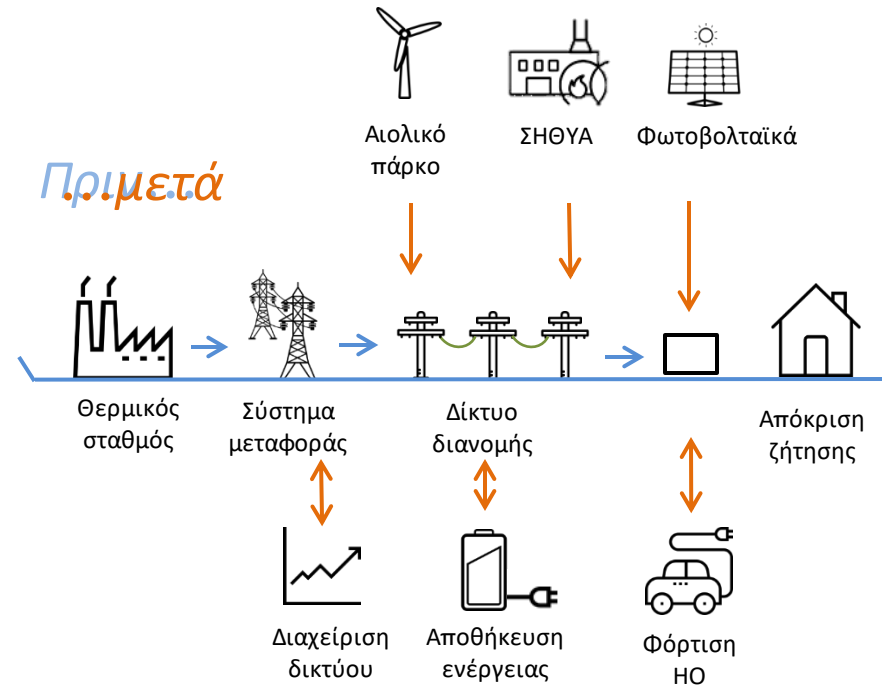 Αιολικό
πάρκο
ΣΗΘΥΑ
Φωτοβολταϊκά
Πριν...
...μετά
Θερμικός
σταθμός
Σύστημα
μεταφοράς
Δίκτυο
διανομής
Απόκριση
ζήτησης
Διαχείριση
δικτύου
Αποθήκευση
ενέργειας
Φόρτιση
ΗΟ